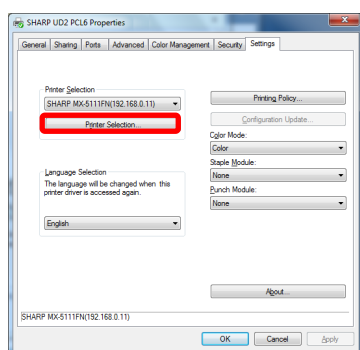 SHARP UD2 PCL6 Properties
General Sharing Ports Advanced Color Management Security Settings
Printer Selection
SHARP MX-5111FN(192.168.0.11)
Printer Selection...
Printing Policy...
Configuration Update...
Color Mode:
Color
Staple Module:
None
Punch Module:
None
Language Selection
The language will be changed when this
printer driver is accessed again.
English
About...
SHARP MX-5111FN(192.168.0.11)
OK Cancel Apply